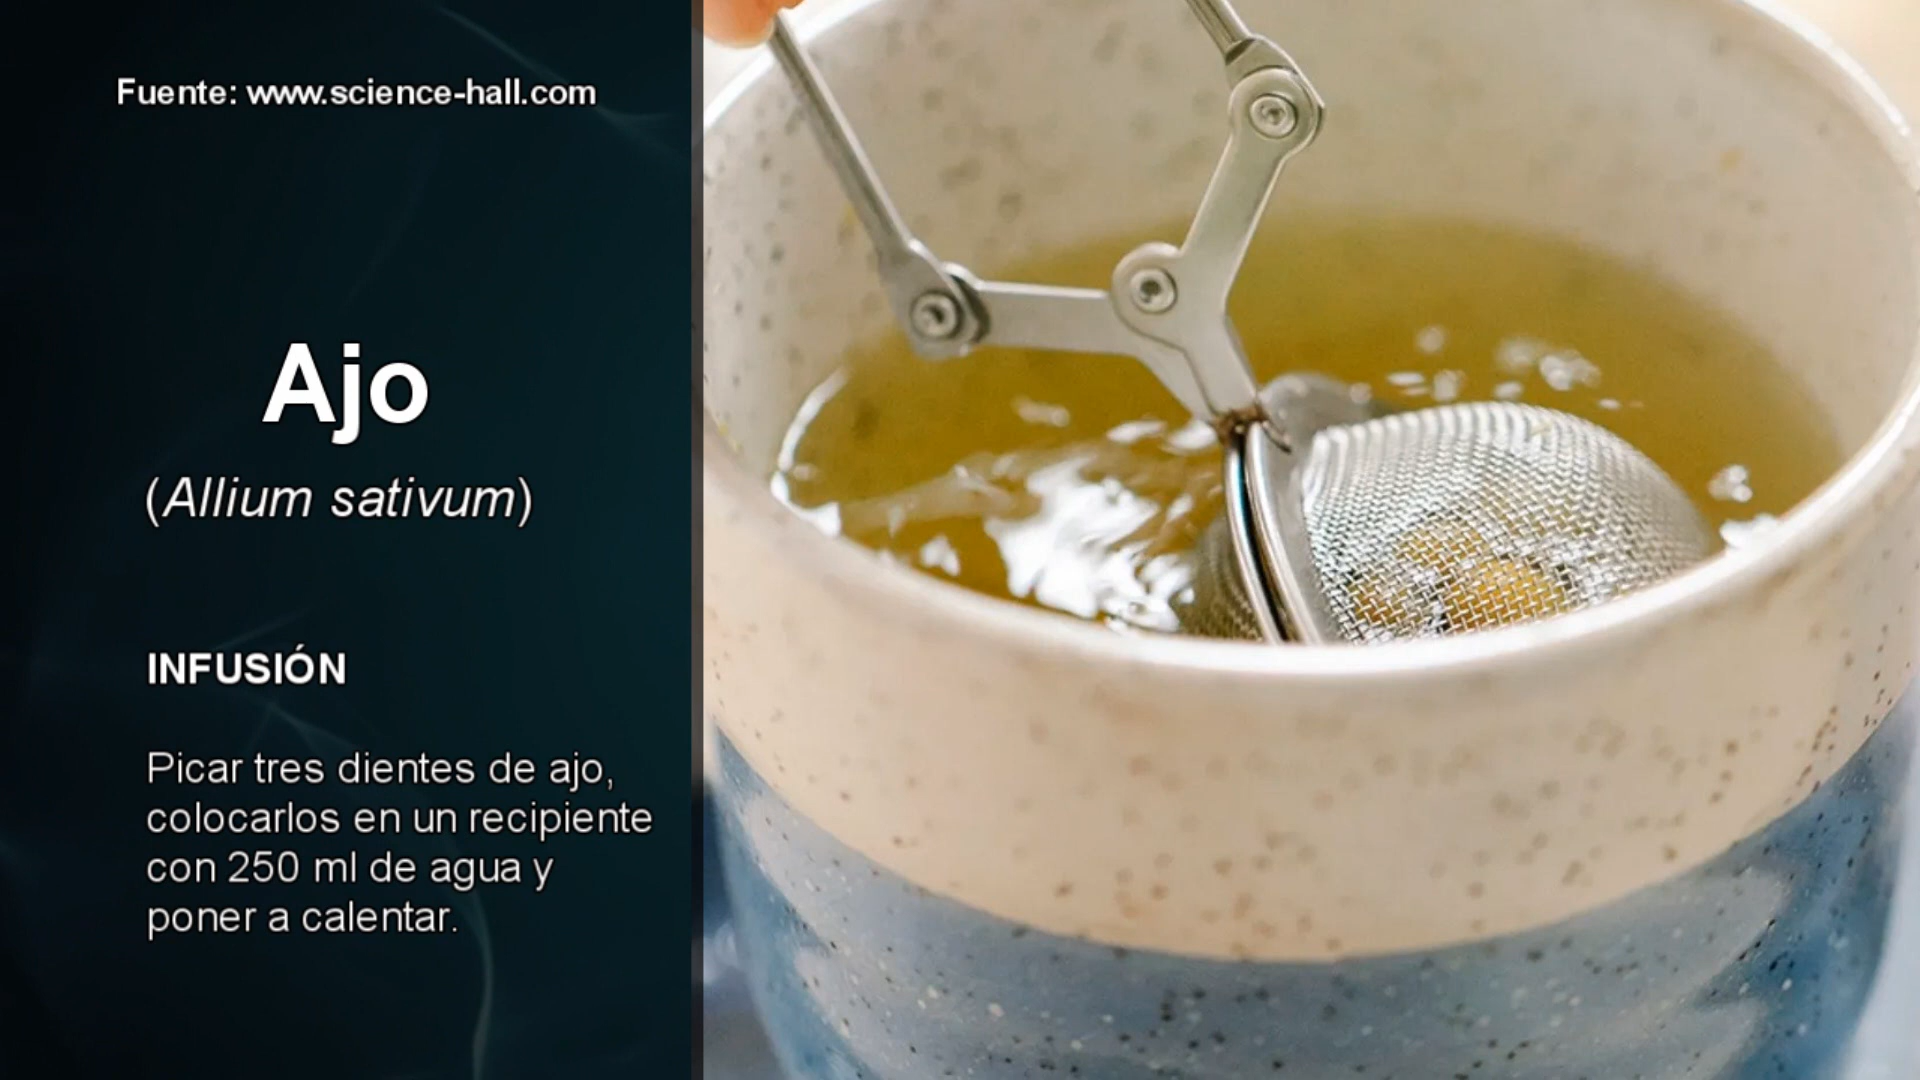 Fuente: www.science-hall.com
Ajo
(Allium sativum)
INFUSIÓN
Picar tres dientes de ajo,
colocarlos en un recipiente
con 250 ml de agua y
poner a calentar.